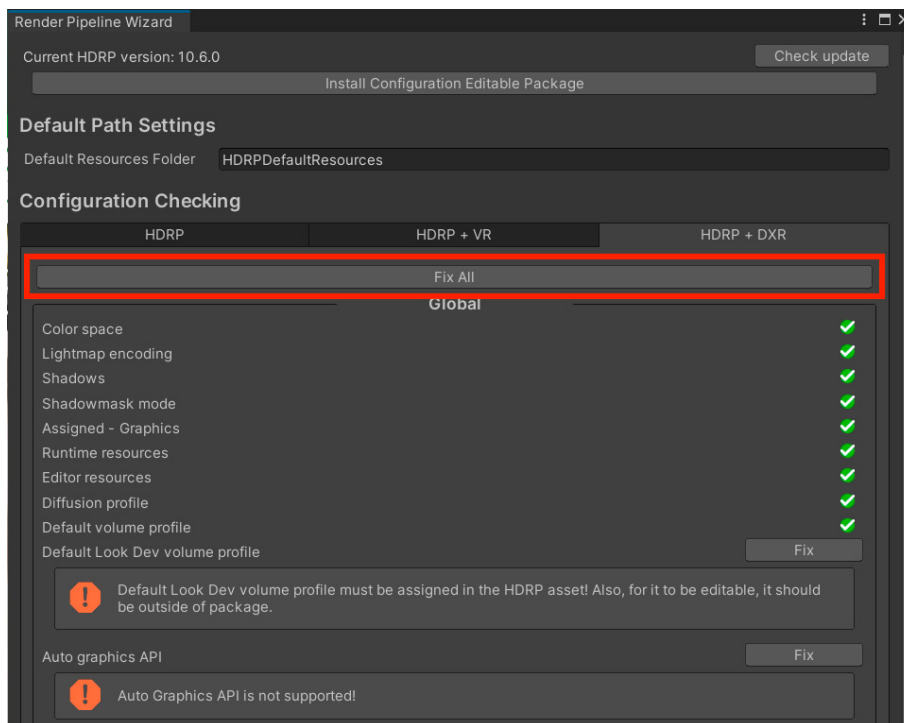 Render Pipeline Wizard
Current HDRP version: 10.6.0
Check update
Install Configuration Editable Package
Default Path Settings
Default Resources Folder HDRPDefaultResources
Configuration Checking
HDRP HDRP + VR HDRP + DXR
Fix All
Global
Color space
Lightmap encoding
Shadows
Shadowmask mode
Assigned - Graphics
Runtime resources
Editor resources
Diffusion profile
Default volume profile
Default Look Dev volume profile Fix
Default Look Dev volume profile must be assigned in the HDRP asset! Also, for it to be editable, it should
be outside of package.
Auto graphics API Fix
Auto Graphics API is not supported!